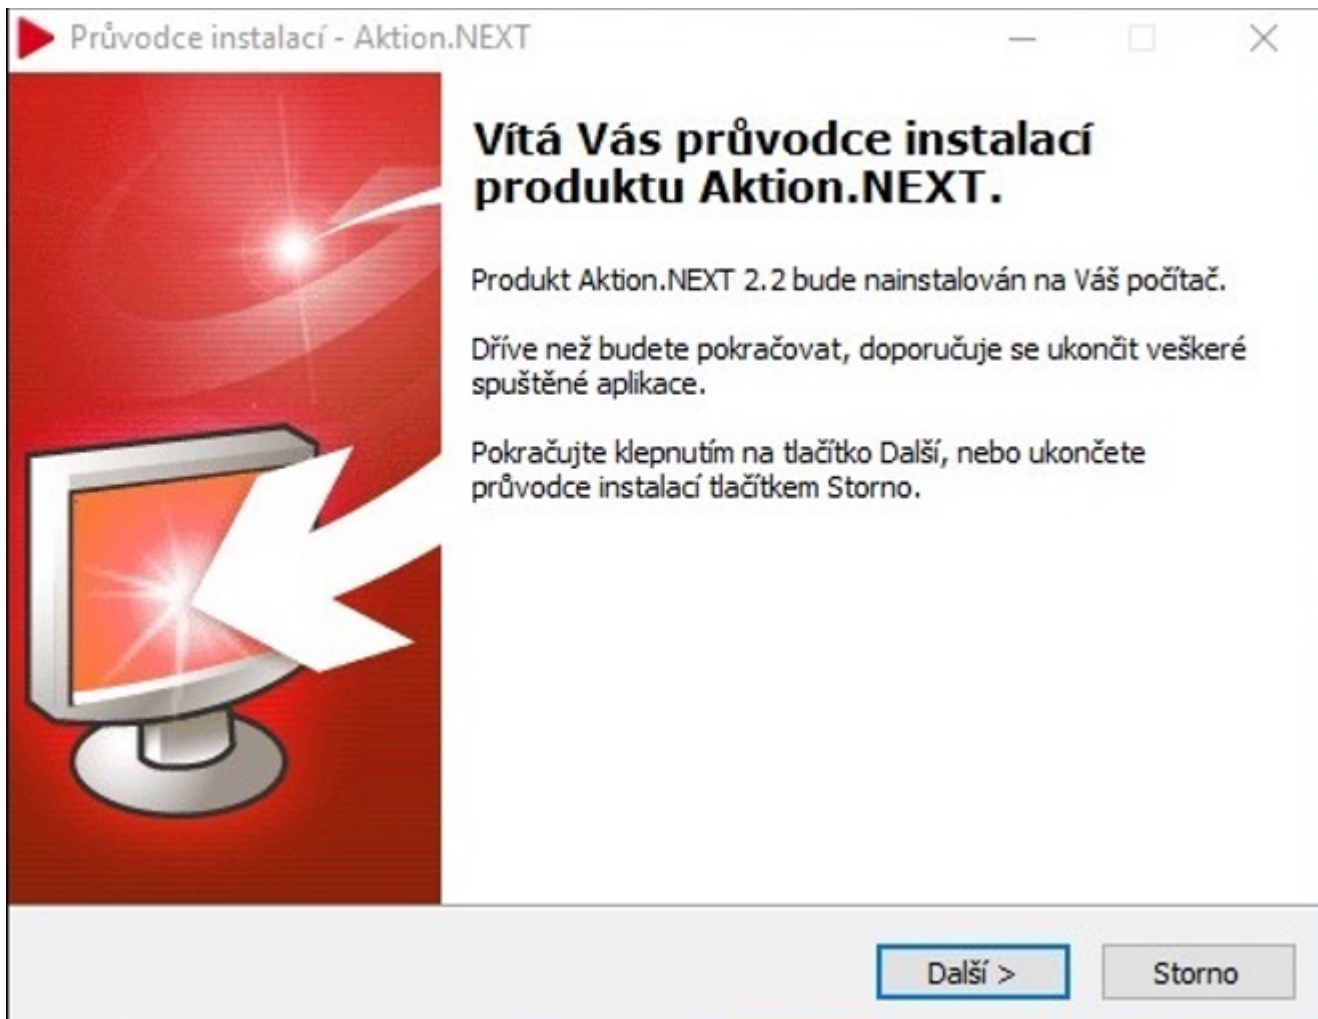 Průvodce instalací - Aktion.NEXT
Vítá Vás průvodce instalací
produktu Aktion.NEXT.
Produkt Aktion.NEXT 2.2 bude nainstalován na Váš počítač.
Dříve než budete pokračovat, doporučuje se ukončit veškeré
spuštěné aplikace.
Pokračujte klepnutím na tlačítko Další, nebo ukončete
průvodce instalací tlačítkem Storno.
Další >
Storno